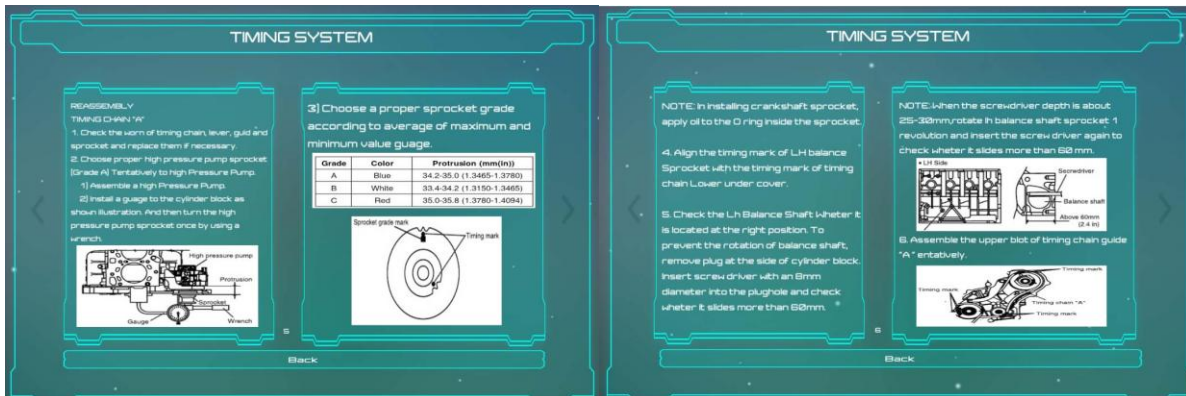 TIMING SYSTEM
REASSEMBLY
TIMING CHAIN "A"
1. Check the worn of timing chain, lever, guid and
sprocket and replace them if necessary.
2. Choose proper high pressure pump sprocket
[Grade A] Tentatively to High Pressure Pump.
1) Assemble a high Pressure Pump.
2) Install a guage to the cylinder block as
shown illustration. And then turn the high
pressure pump sprocket once by using a
wrench.
High pressure pump
Protrusion
Sprocket
Gauge
Wrench
3) Choose a proper sprocket grade
according to average of maximum and
minimum value guage.
Grade Color Protrusion (mm(in))
A Blue 34.2-35.0 (1.3465-1.3780)
B White 33.4-34.2 (1.3150-1.3465)
C Red 35.0-35.8 (1.3780-1.4094)
Sprocket grade mark
Timing mark
5
Back
TIMING SYSTEM
NOTE: In installing crankshaft sprocket,
apply oil to the O ring inside the sprocket.
4. Align the timing mark of LH balance
Sprocket with the timing mark of timing
chain Lower under cover.
5. Check the Lh Balance Shaft Wheter it
is located at the right position. To
prevent the rotation of balance shaft,
remove plug at the side of cylinder block.
Insert screw driver with an 8mm
diameter into the plughole and check
wheter it slides more than 60mm.
NOTE:When the screwdriver depth is about
25-30mm,rotate lh balance shaft sprocket 1
revolution and insert the screw driver again to
check wheter it slides more than 60 mm.
• LH Side
Secrwdriver
Balance shaft
Above 60mm
(2.4 in)
6. Assemble the upper blot of timing chain guide
"A" entatively.
Timing mark
Timing mark
Timing chain "A"
Timing mark
6
Back